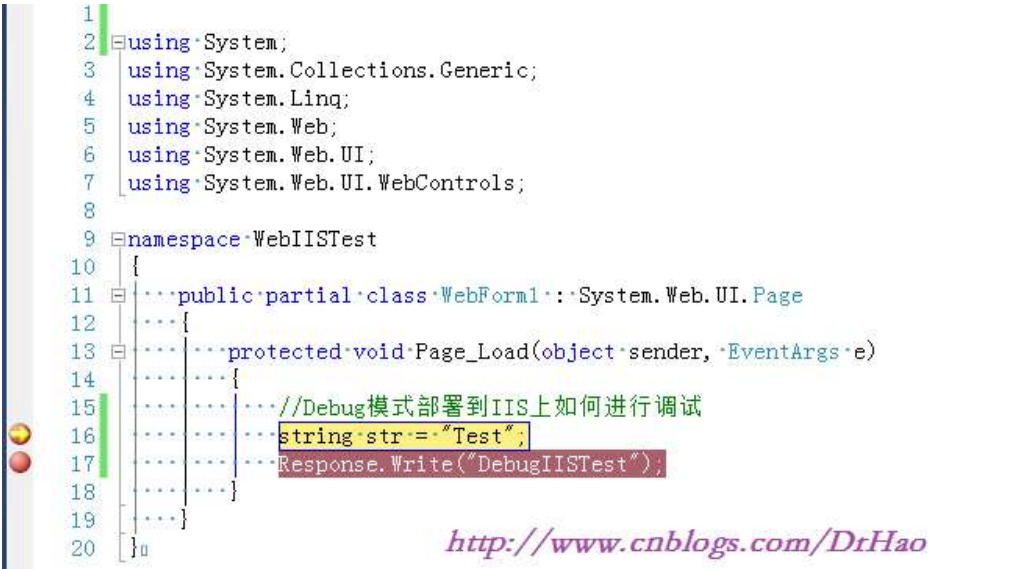 1
2 using System;
3 using System.Collections.Generic;
4 using System.Linq;
5 using System.Web;
6 using System.Web.UI;
7 using System.Web.UI.WebControls;
8
9 namespace WebIISTest
10 {
11 public partial class WebForm1 : System.Web.UI.Page
12 {
13 protected void Page_Load(object sender, EventArgs e)
14 {
15 //Debug模式部署到IIS上如何进行调试
16 string str = "Test";
17 Response.Write("DebugIISTest");
18 }
19 }
20 }
http://www.cnblogs.com/DrHao